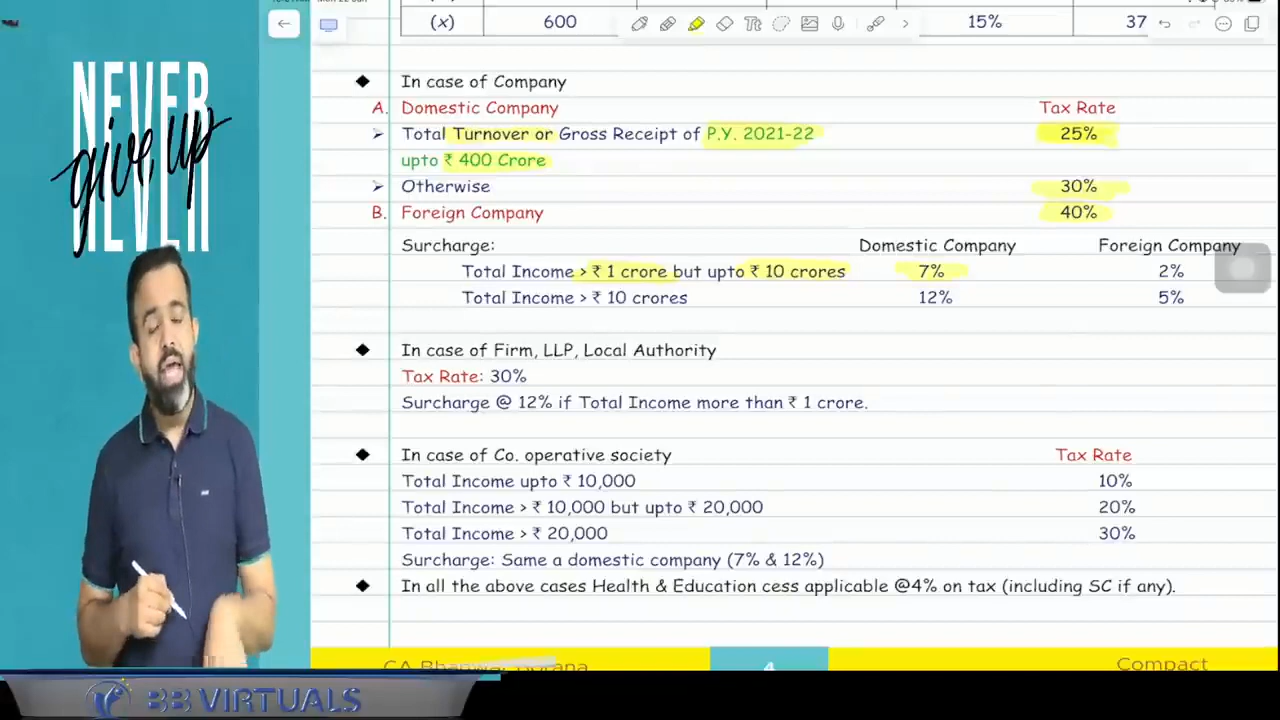 NEVER
give up
NEVER
(x) 600 15% 37
◆ In case of Company
A. Domestic Company Tax Rate
➢ Total Turnover or Gross Receipt of P.Y. 2021-22 25%
upto ₹ 400 Crore
➢ Otherwise 30%
B. Foreign Company 40%
Surcharge: Domestic Company Foreign Company
Total Income > ₹ 1 crore but upto ₹ 10 crores 7% 2%
Total Income > ₹ 10 crores 12% 5%
◆ In case of Firm, LLP, Local Authority
Tax Rate: 30%
Surcharge @ 12% if Total Income more than ₹ 1 crore.
◆ In case of Co. operative society Tax Rate
Total Income upto ₹ 10,000 10%
Total Income > ₹ 10,000 but upto ₹ 20,000 20%
Total Income > ₹ 20,000 30%
Surcharge: Same a domestic company (7% & 12%)
◆ In all the above cases Health & Education cess applicable @4% on tax (including SC if any).
CA 4 Compact
BB VIRTUALS